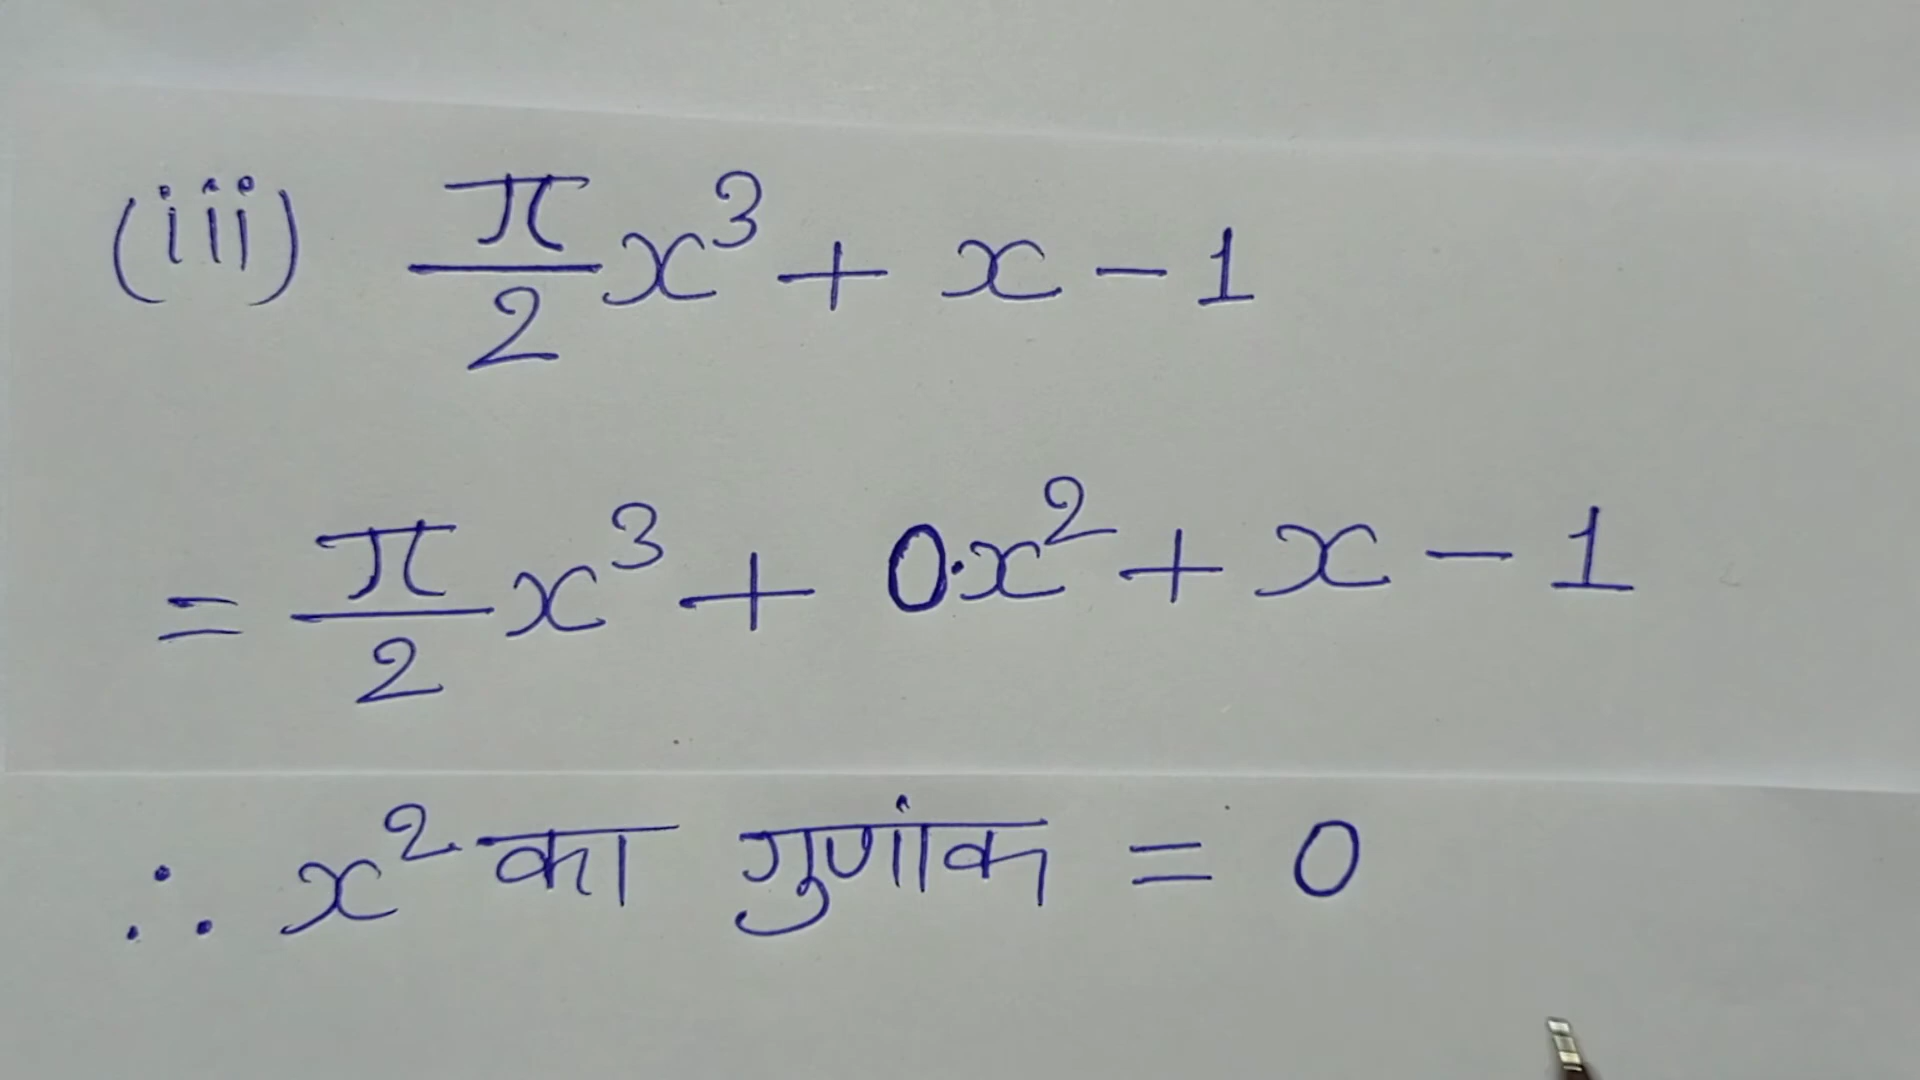 (iii) π/2 x³ + x - 1
= π/2 x³ + 0·x² + x - 1
∴ x² का गुणांक = 0